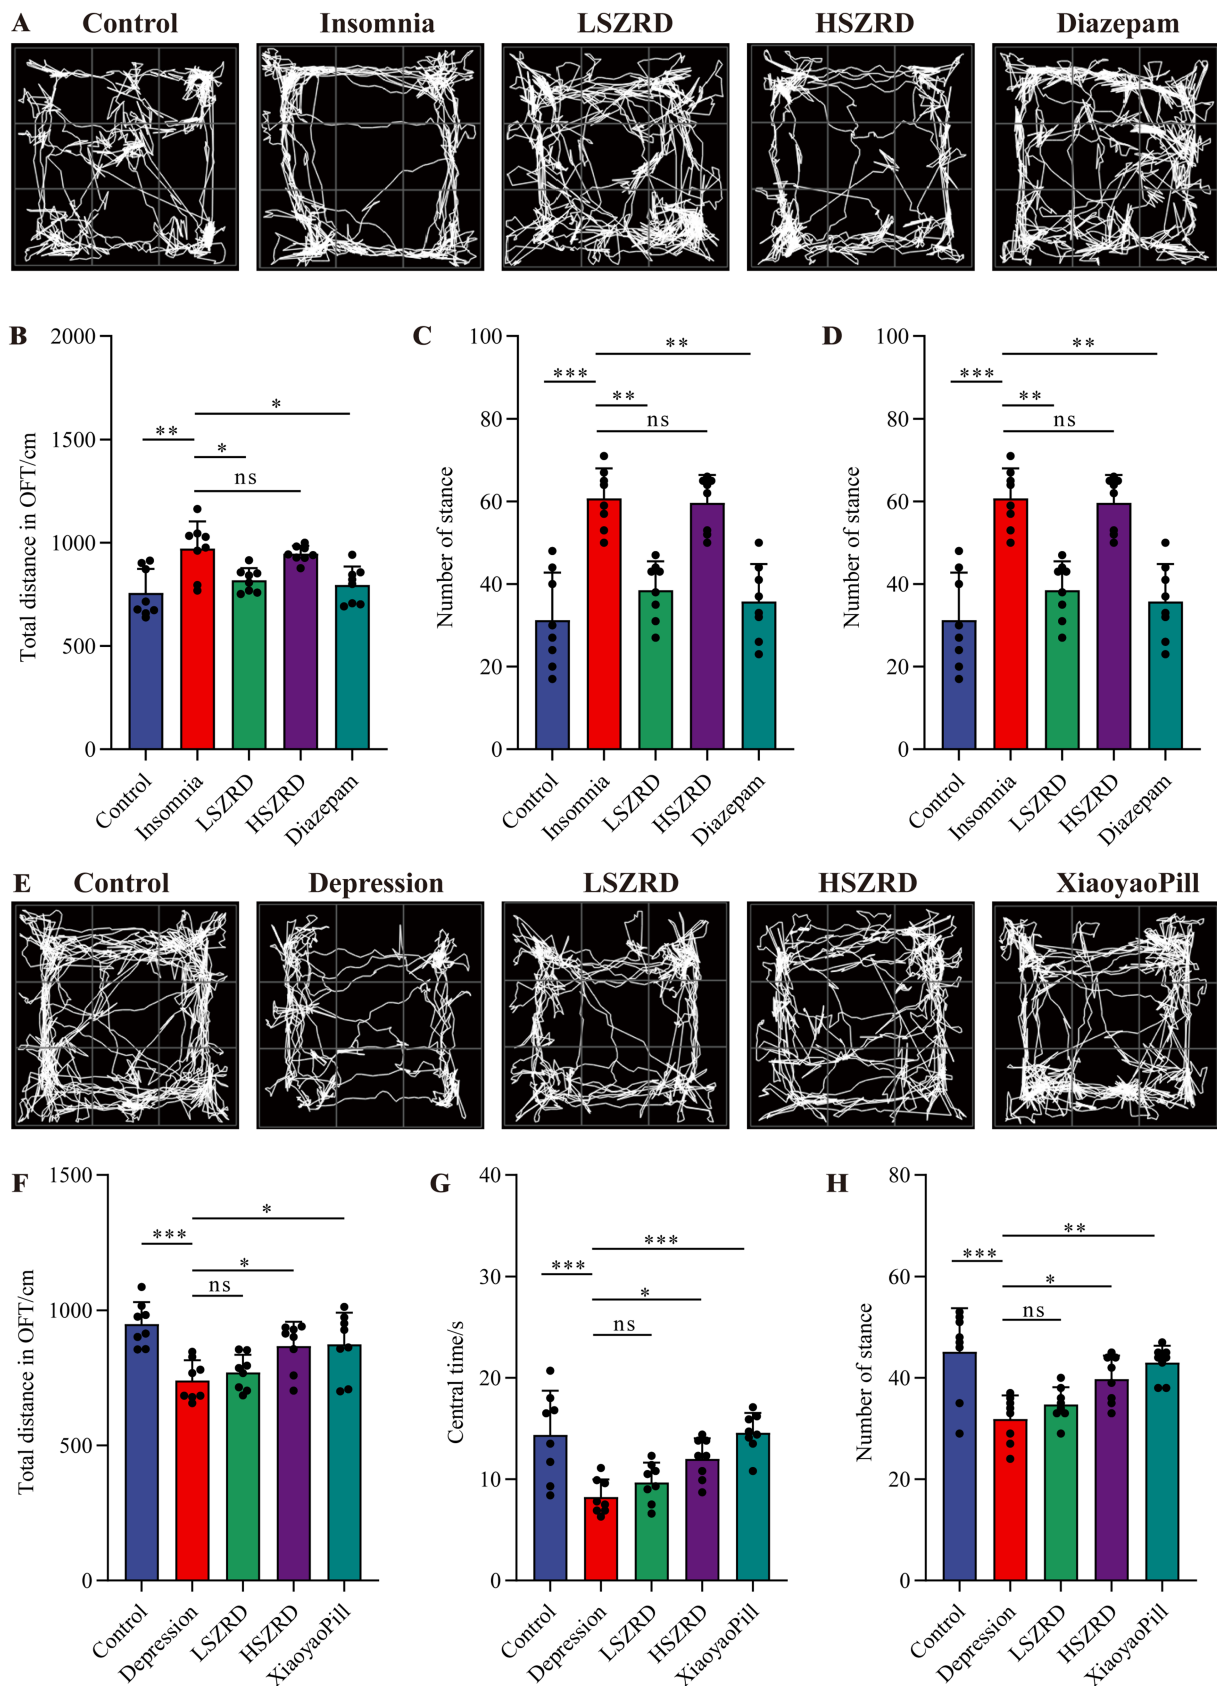 A Control Insomnia LSZRD HSZRD Diazepam
B
Total distance in OFT/cm
2000
1500
1000
500
0
**
*
*
ns
Control
Insomnia
LSZRD
HSZRD
Diazepam
C
Number of stance
100
80
60
40
20
0
**
***
**
ns
Control
Insomnia
LSZRD
HSZRD
Diazepam
D
Number of stance
100
80
60
40
20
0
**
***
**
ns
Control
Insomnia
LSZRD
HSZRD
Diazepam
E Control Depression LSZRD HSZRD XiaoyaoPill
F
Total distance in OFT/cm
1500
1000
500
0
*
***
*
ns
Control
Depression
LSZRD
HSZRD
XiaoyaoPill
G
Central time/s
40
30
20
10
0
***
***
*
ns
Control
Depression
LSZRD
HSZRD
XiaoyaoPill
H
Number of stance
80
60
40
20
0
**
***
*
ns
Control
Depression
LSZRD
HSZRD
XiaoyaoPill